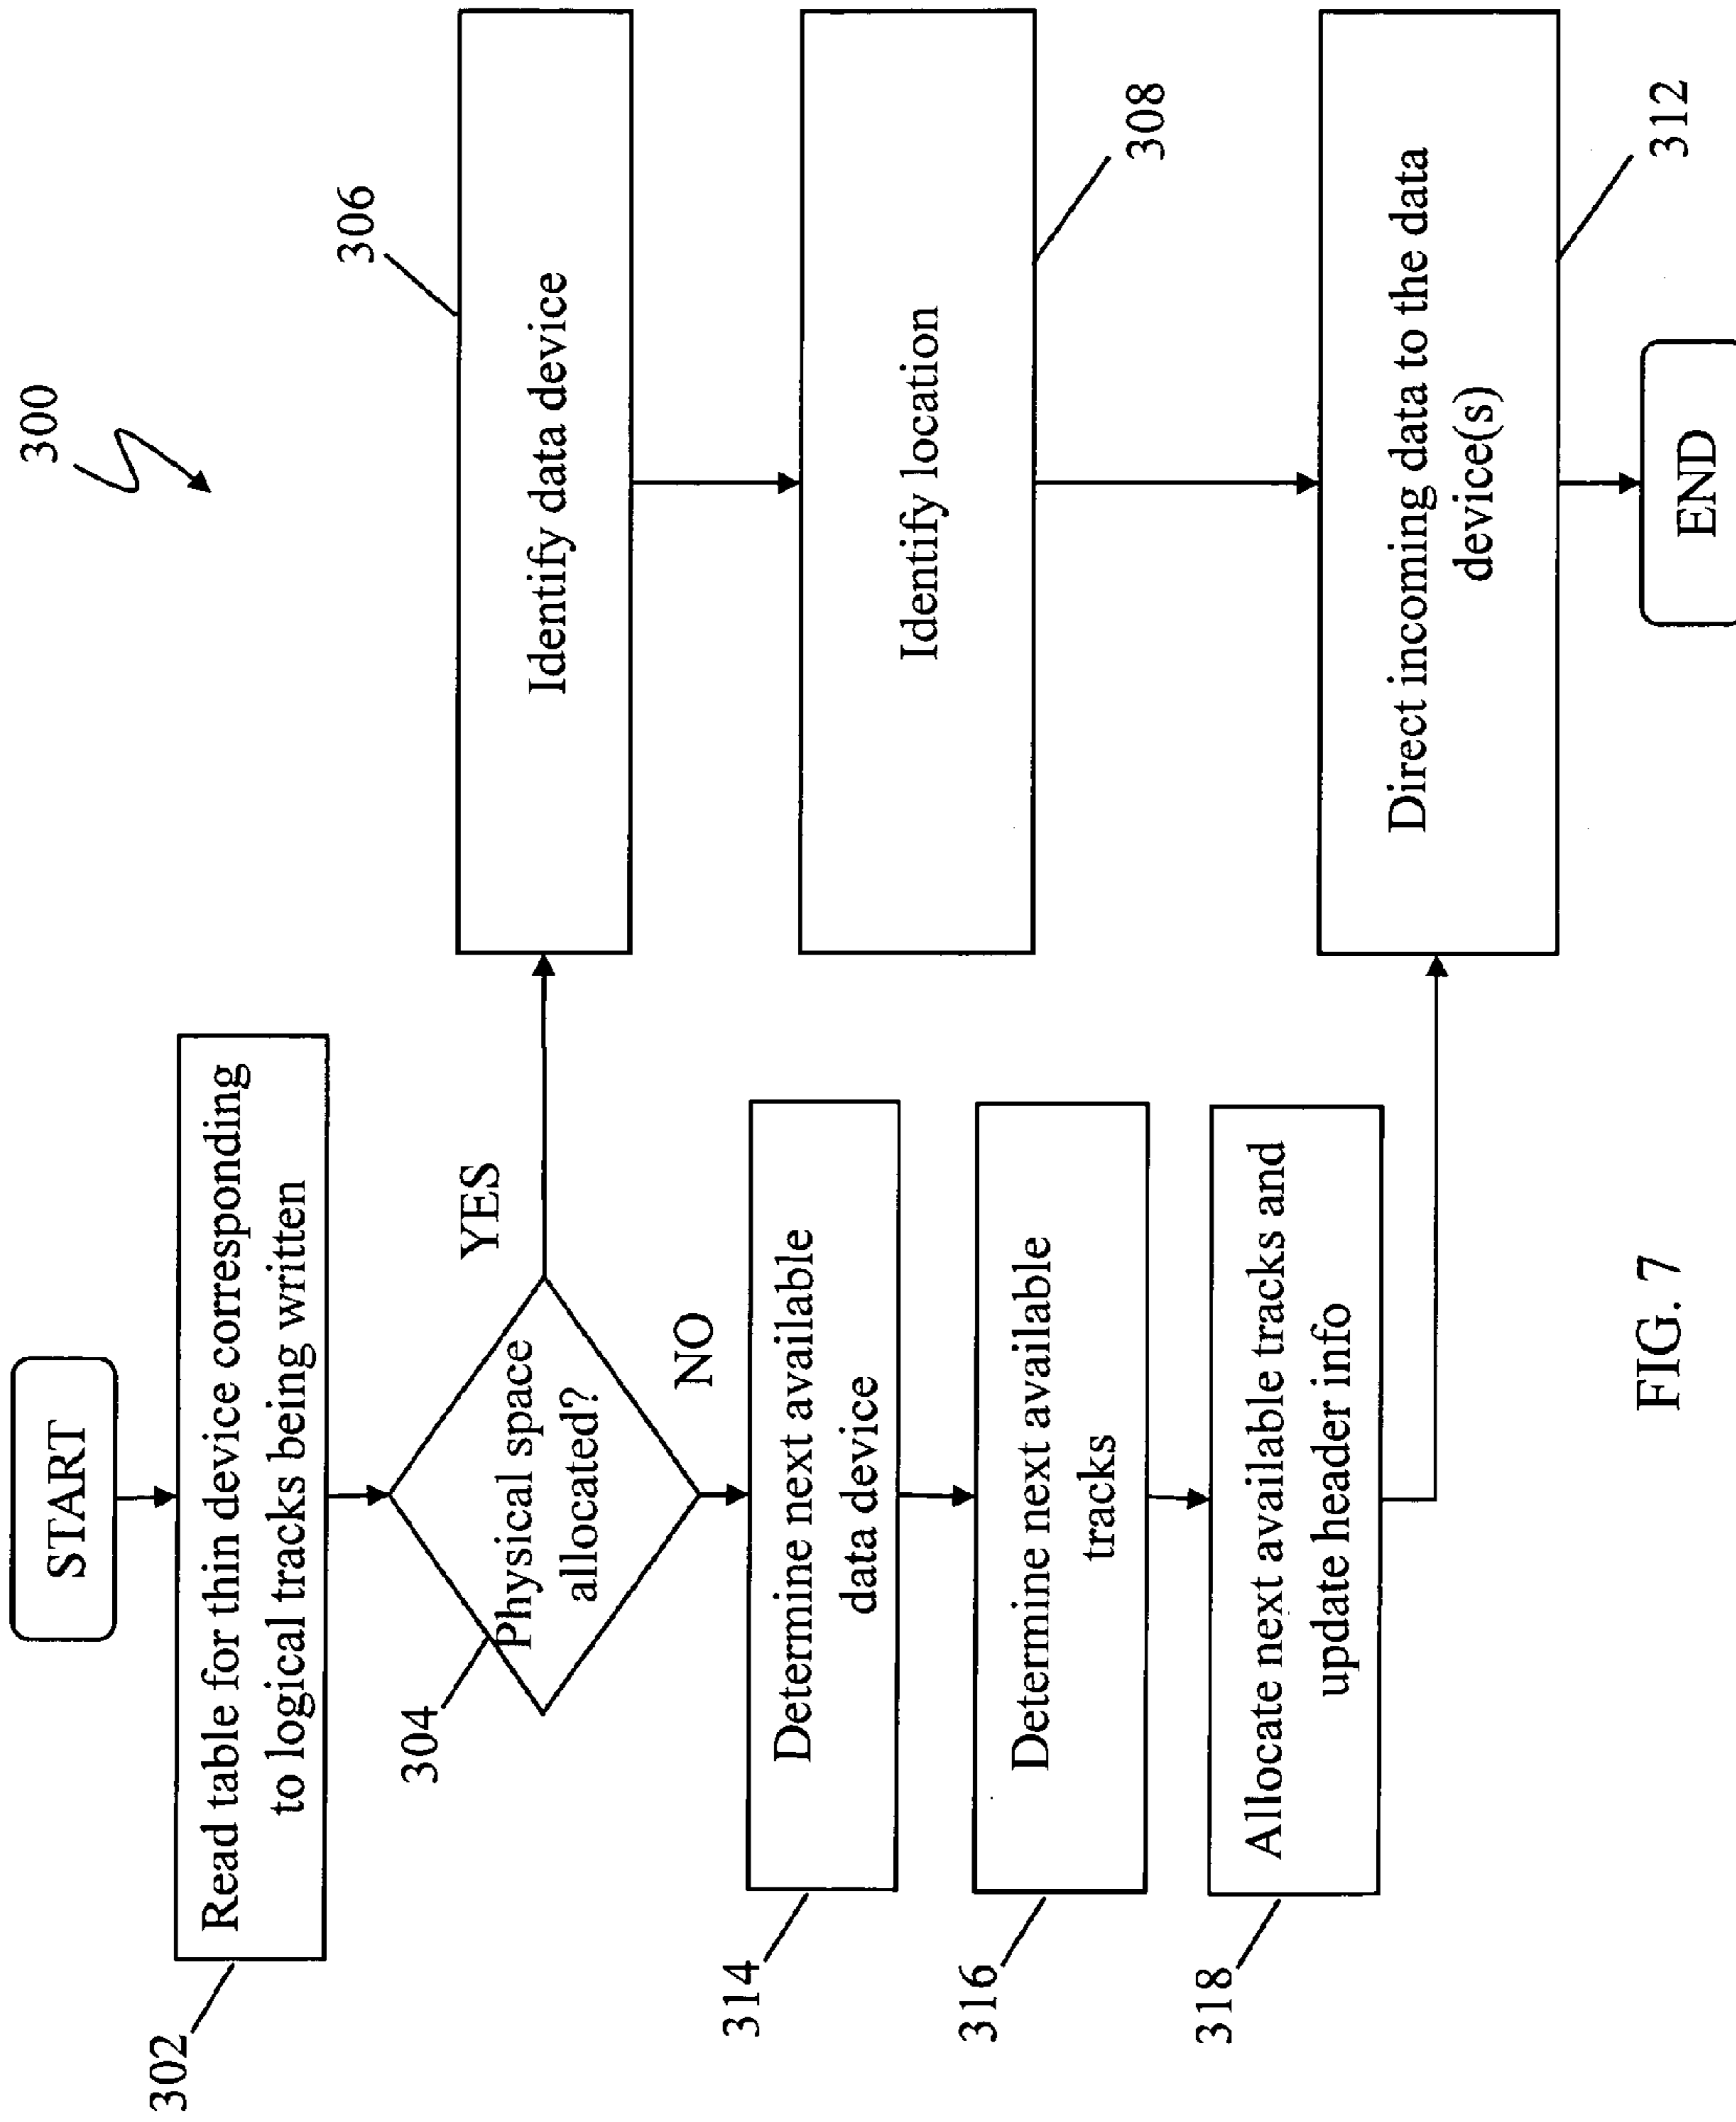 300
START
302
Read table for thin device corresponding
to logical tracks being written
304
Physical space
allocated?
YES
NO
306
Identify data device
Identify location
308
314
Determine next available
data device
316
Determine next available
tracks
318
Allocate next available tracks and
update header info
Direct incoming data to the data
device(s)
312
END
FIG. 7